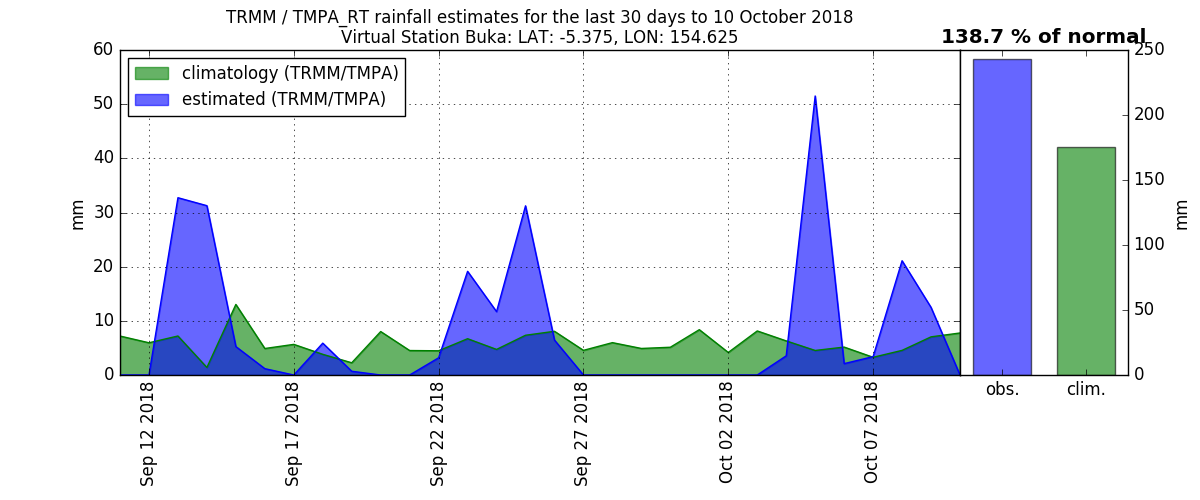 TRMM / TMPA_RT rainfall estimates for the last 30 days to 10 October 2018
Virtual Station Buka: LAT: -5.375, LON: 154.625
138.7 % of normal
climatology (TRMM/TMPA)
estimated (TRMM/TMPA)
60
50
40
30
20
10
0
mm
Sep 12 2018
Sep 17 2018
Sep 22 2018
Sep 27 2018
Oct 02 2018
Oct 07 2018
obs.
clim.
250
200
150
100
50
0
mm